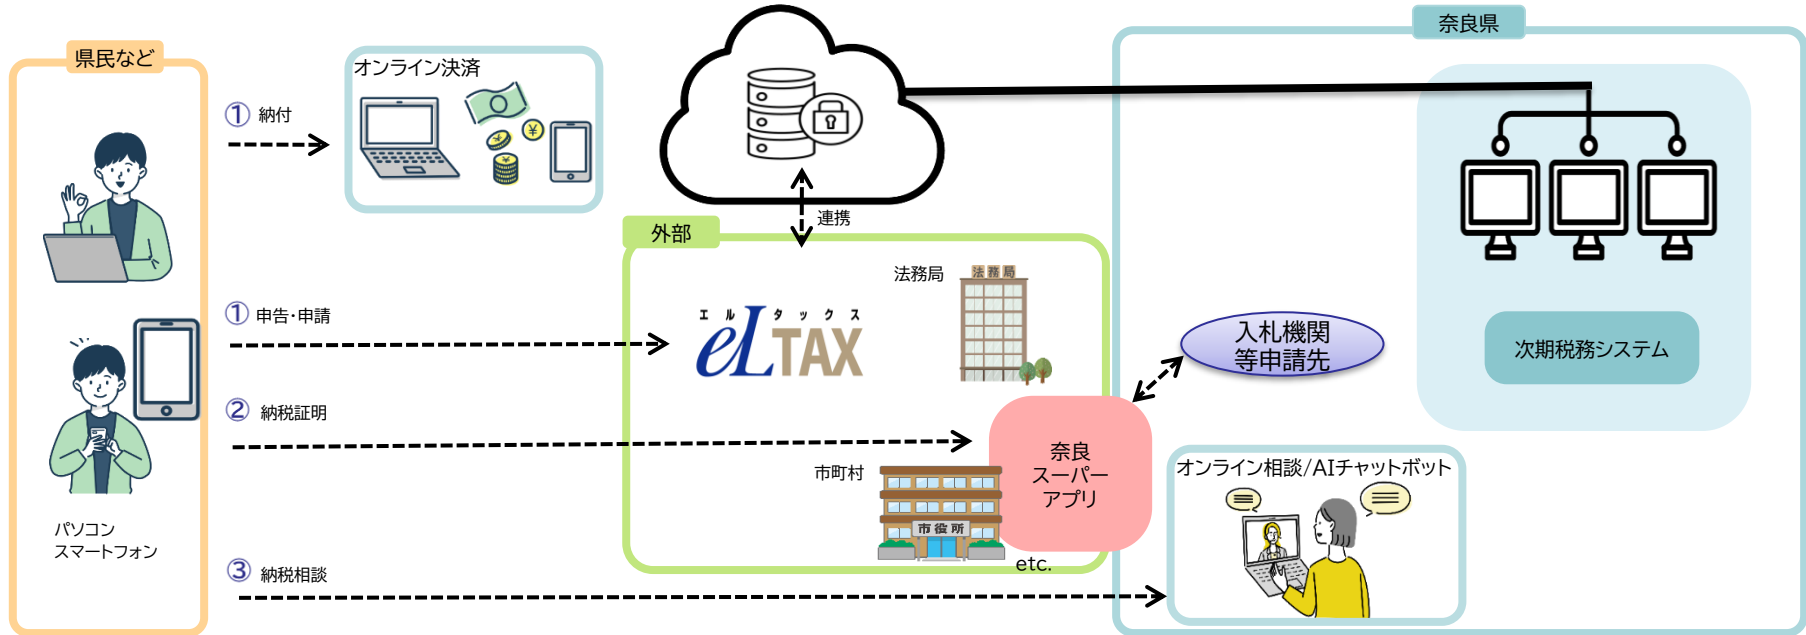 県民など
パソコン
スマートフォン
① 納付
オンライン決済
¥
¥
¥
連携
① 申告・申請
② 納税証明
③ 納税相談
外部
エルタックス
eLTAX
法務局
法務局
市町村
市役所
etc.
奈良
スーパー
アプリ
奈良県
入札機関
等申請先
次期税務システム
オンライン相談/AIチャットボット